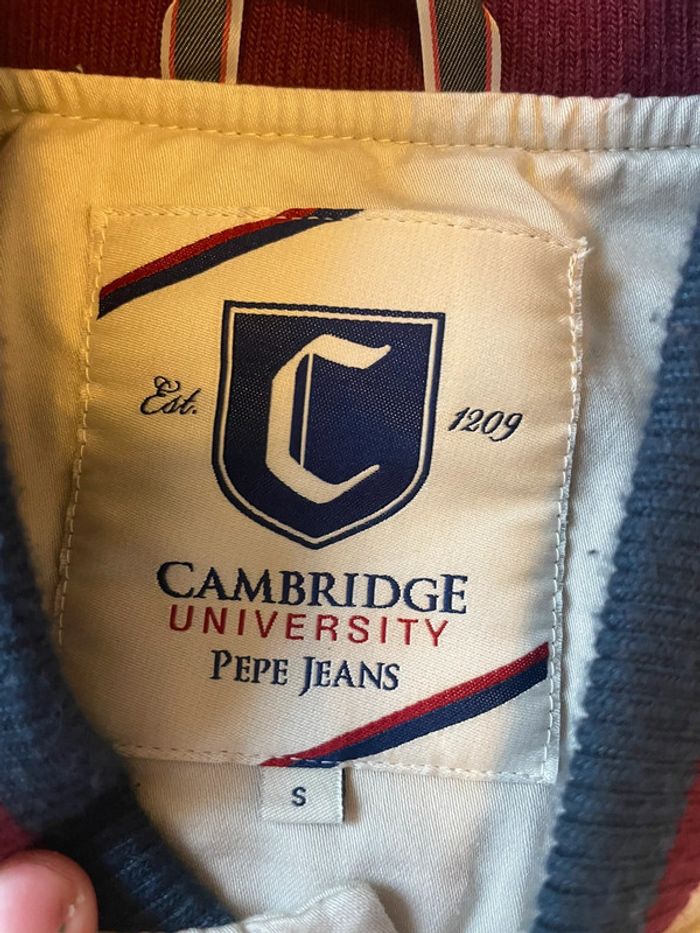 C
Est. 1209
CAMBRIDGE
UNIVERSITY
PEPE JEANS
S